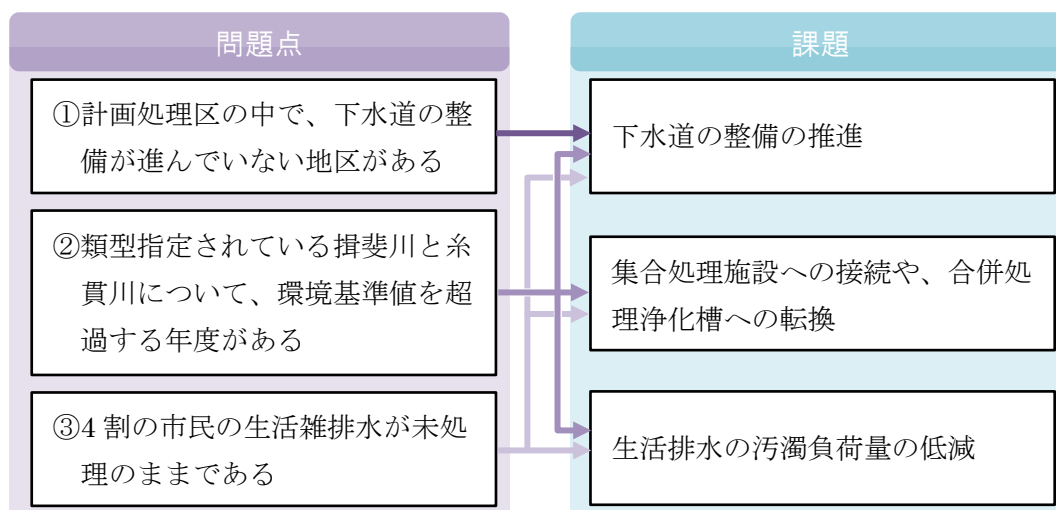 問題点
①計画処理区の中で、下水道の整
備が進んでいない地区がある
②類型指定されている揖斐川と糸
貫川について、環境基準値を超
過する年度がある
③4割の市民の生活雑排水が未処
理のままである
課題
下水道の整備の推進
集合処理施設への接続や、合併処
理浄化槽への転換
生活排水の汚濁負荷量の低減